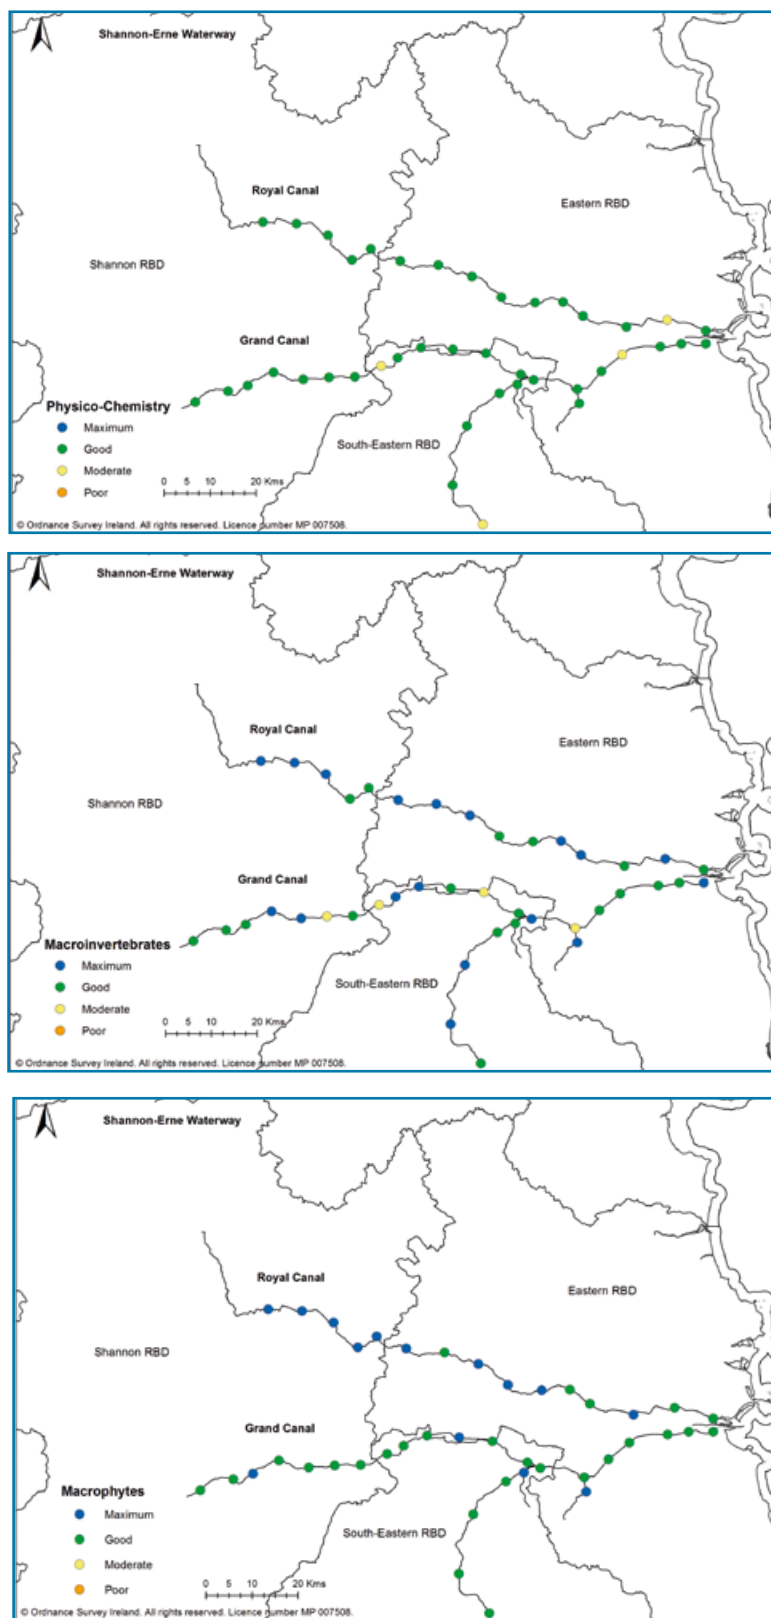 Shannon-Erne Waterway
Royal Canal
Eastern RBD
Shannon RBD
Grand Canal
Physico-Chemistry
Maximum
Good
South-Eastern RBD
Moderate
0 5 10 20 Kms
Poor
© Ordnance Survey Ireland. All rights reserved. Licence number MP 007508.
Shannon-Erne Waterway
Royal Canal
Eastern RBD
Shannon RBD
Grand Canal
Macroinvertebrates
Maximum
South-Eastern RBD
Good
Moderate
0 5 10 20 Kms
Poor
© Ordnance Survey Ireland. All rights reserved. Licence number MP 007508.
Shannon-Erne Waterway
Royal Canal
Eastern RBD
Shannon RBD
Grand Canal
Macrophytes
Maximum
South-Eastern RBD
Good
Moderate
0 5 10 20 Kms
Poor
© Ordnance Survey Ireland. All rights reserved. Licence number MP 007508.